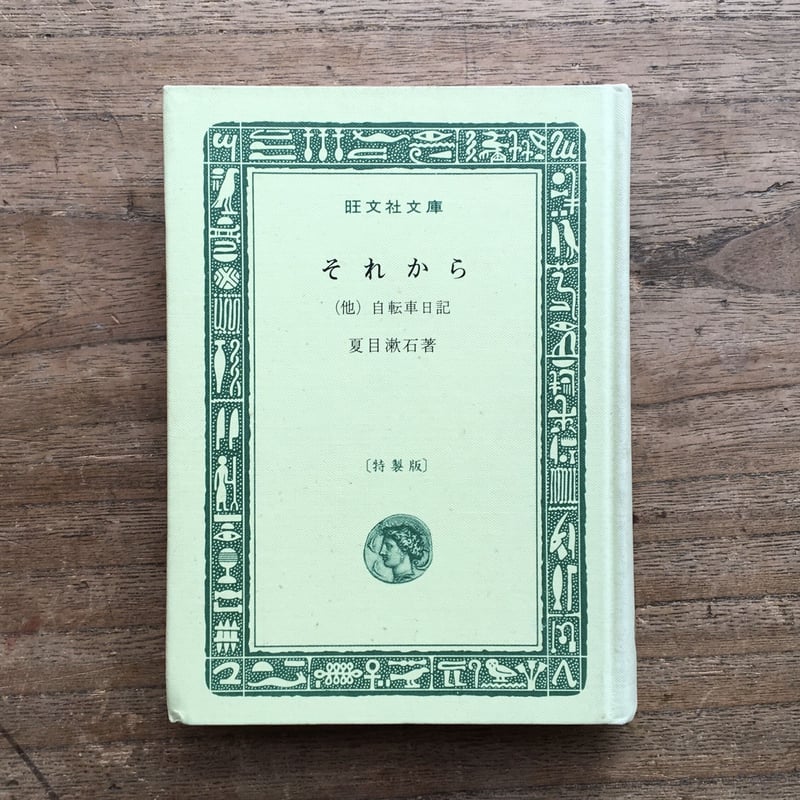 旺文社文庫
それから
（他）自転車日記
夏目漱石著
〔特製版〕